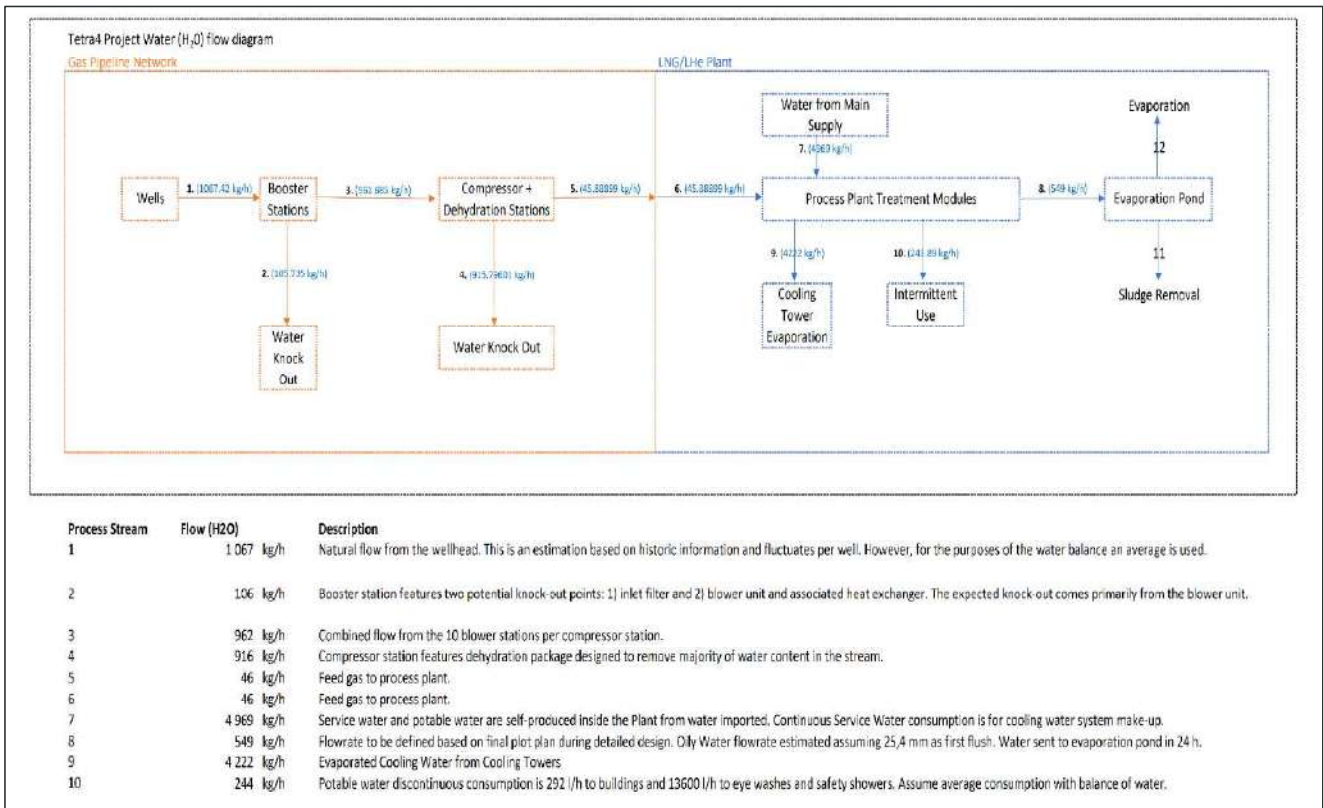 Tetra4 Project Water (H₂O) flow diagram
Gas Pipeline Network
LNG/LHe Plant
Water from Main
Supply
Evaporation
7. (4969 kg/h)
12
Wells
1. (1067.42 kg/h)
Booster
Stations
3. (961.685 kg/h)
Compressor +
Dehydration Stations
5. (45.88899 kg/h)
6. (45.88899 kg/h)
Process Plant Treatment Modules
8. (549 kg/h)
Evaporation Pond
2. (105.735 kg/h)
4. (915.79601 kg/h)
9. (4222 kg/h)
10. (243.89 kg/h)
11
Water
Knock
Out
Water Knock Out
Cooling
Tower
Evaporation
Intermittent
Use
Sludge Removal
Process Stream Flow (H2O) Description
1 1 067 kg/h Natural flow from the wellhead. This is an estimation based on historic information and fluctuates per well. However, for the purposes of the water balance an average is used.
2 106 kg/h Booster station features two potential knock-out points: 1) inlet filter and 2) blower unit and associated heat exchanger. The expected knock-out comes primarily from the blower unit.
3 962 kg/h Combined flow from the 10 blower stations per compressor station.
4 916 kg/h Compressor station features dehydration package designed to remove majority of water content in the stream.
5 46 kg/h Feed gas to process plant.
6 46 kg/h Feed gas to process plant.
7 4 969 kg/h Service water and potable water are self-produced inside the Plant from water imported. Continuous Service Water consumption is for cooling water system make-up.
8 549 kg/h Flowrate to be defined based on final plot plan during detailed design. Oily Water flowrate estimated assuming 25,4 mm as first flush. Water sent to evaporation pond in 24 h.
9 4 222 kg/h Evaporated Cooling Water from Cooling Towers
10 244 kg/h Potable water discontinuous consumption is 292 l/h to buildings and 13600 l/h to eye washes and safety showers. Assume average consumption with balance of water.